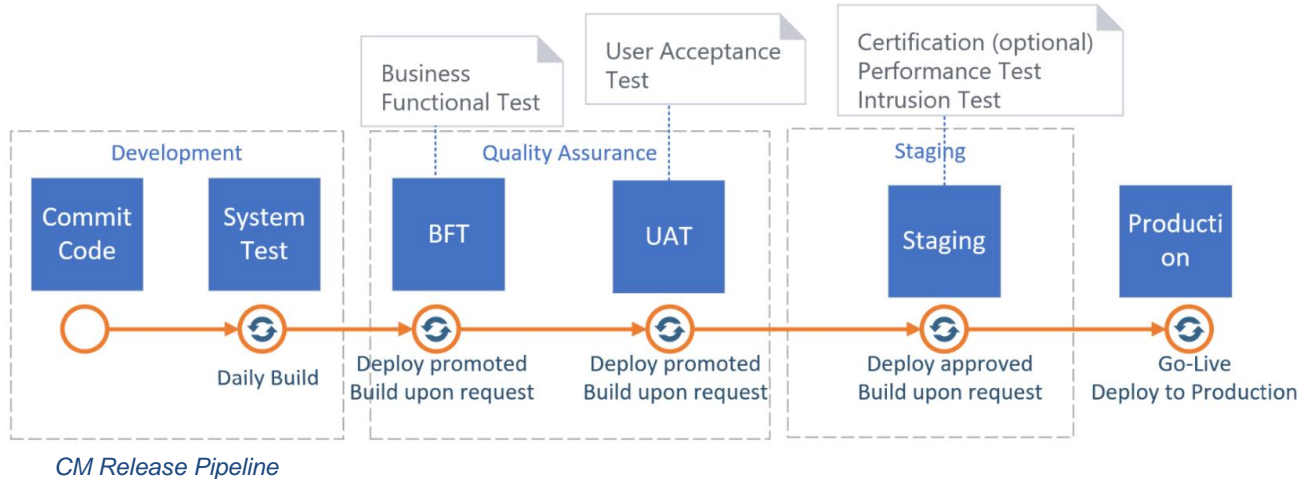 Business
Functional Test
User Acceptance
Test
Certification (optional)
Performance Test
Intrusion Test
Development
Quality Assurance
Staging
Commit
Code
System
Test
BFT
UAT
Staging
Producti
on
Daily Build
Deploy promoted
Build upon request
Deploy promoted
Build upon request
Deploy approved
Build upon request
Go-Live
Deploy to Production
CM Release Pipeline